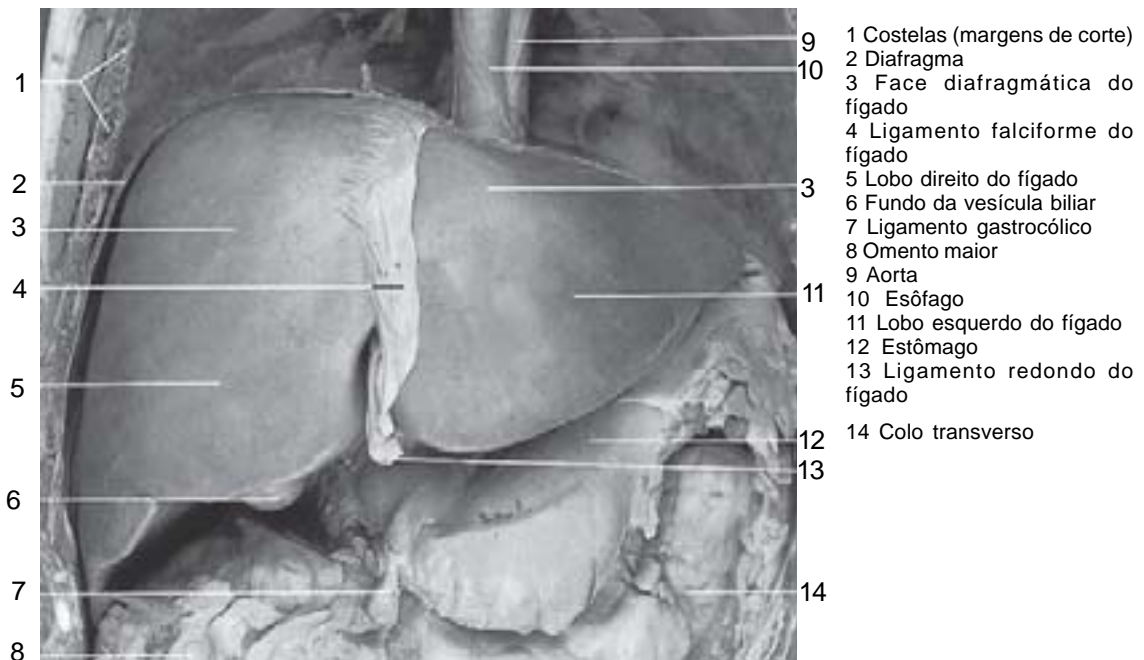 1
2
3
4
5
6
7
8
9
10
3
11
12
13
14
1 Costelas (margens de corte)
2 Diafragma
3 Face diafragmática do
fígado
4 Ligamento falciforme do
fígado
5 Lobo direito do fígado
6 Fundo da vesícula biliar
7 Ligamento gastrocólico
8 Omento maior
9 Aorta
10 Esôfago
11 Lobo esquerdo do fígado
12 Estômago
13 Ligamento redondo do
fígado
14 Colo transverso